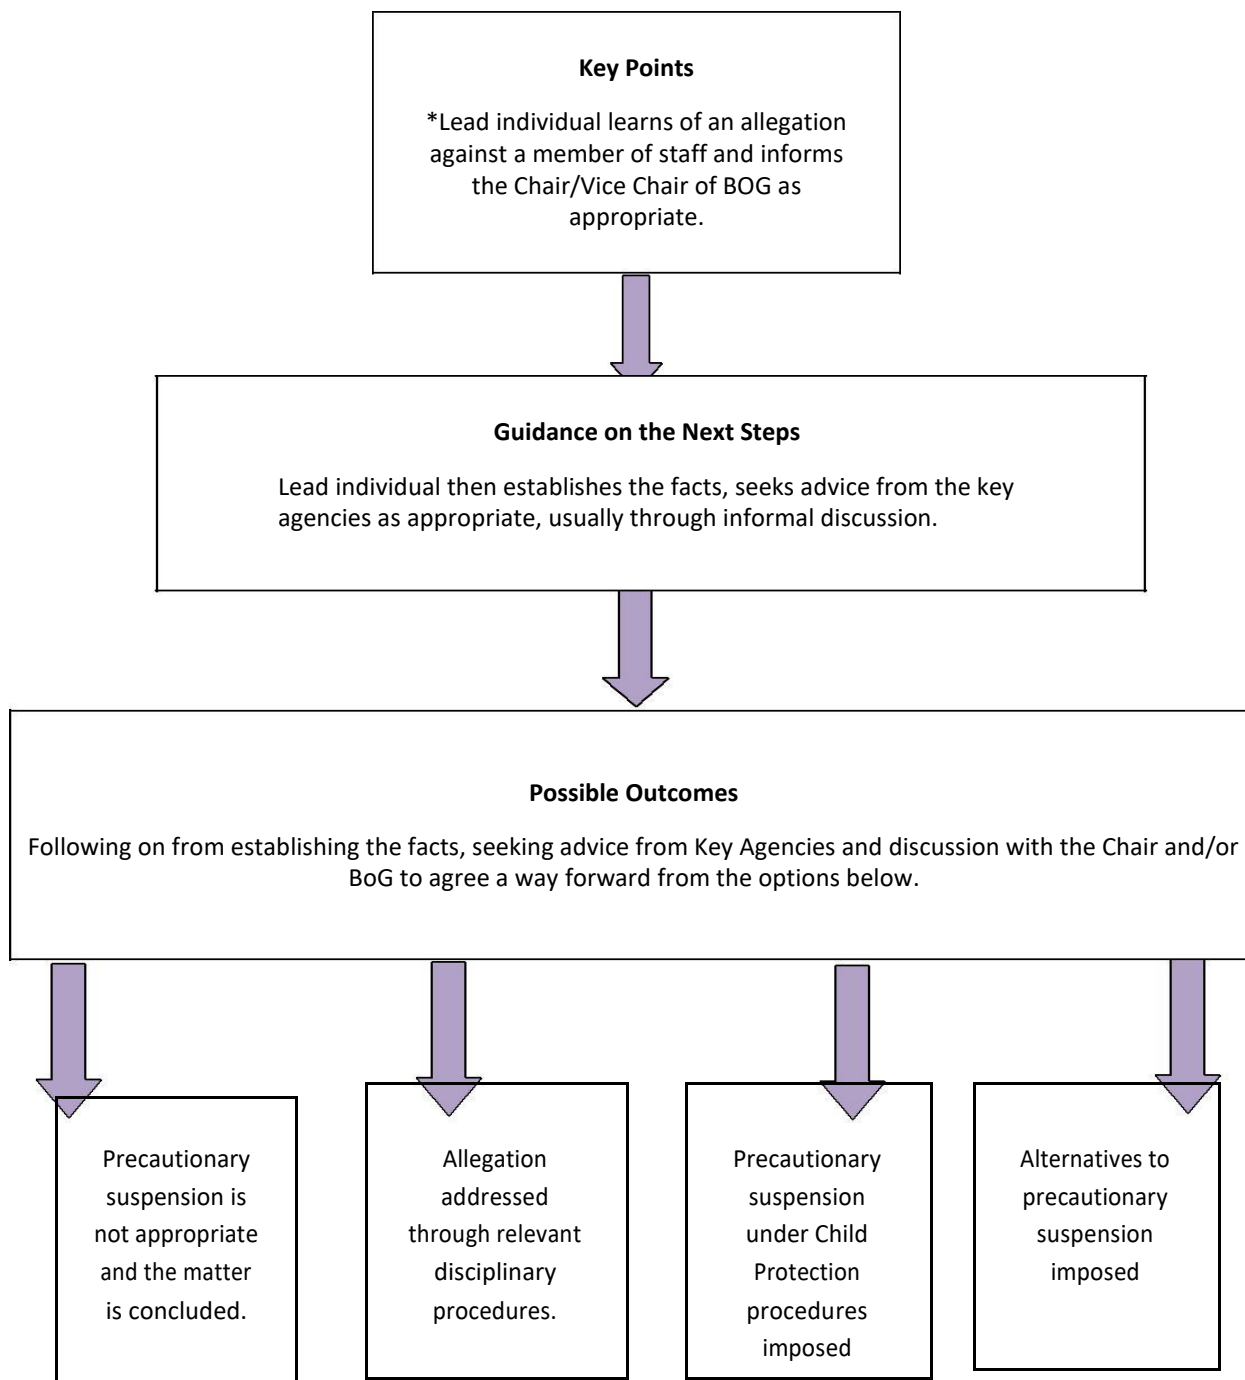 Key Points
*Lead individual learns of an allegation
against a member of staff and informs
the Chair/Vice Chair of BOG as
appropriate.
Guidance on the Next Steps
Lead individual then establishes the facts, seeks advice from the key
agencies as appropriate, usually through informal discussion.
Possible Outcomes
Following on from establishing the facts, seeking advice from Key Agencies and discussion with the Chair and/or
BoG to agree a way forward from the options below.
Precautionary
suspension is
not appropriate
and the matter
is concluded.
Allegation
addressed
through relevant
disciplinary
procedures.
Precautionary
suspension
under Child
Protection
procedures
imposed
Alternatives to
precautionary
suspension
imposed